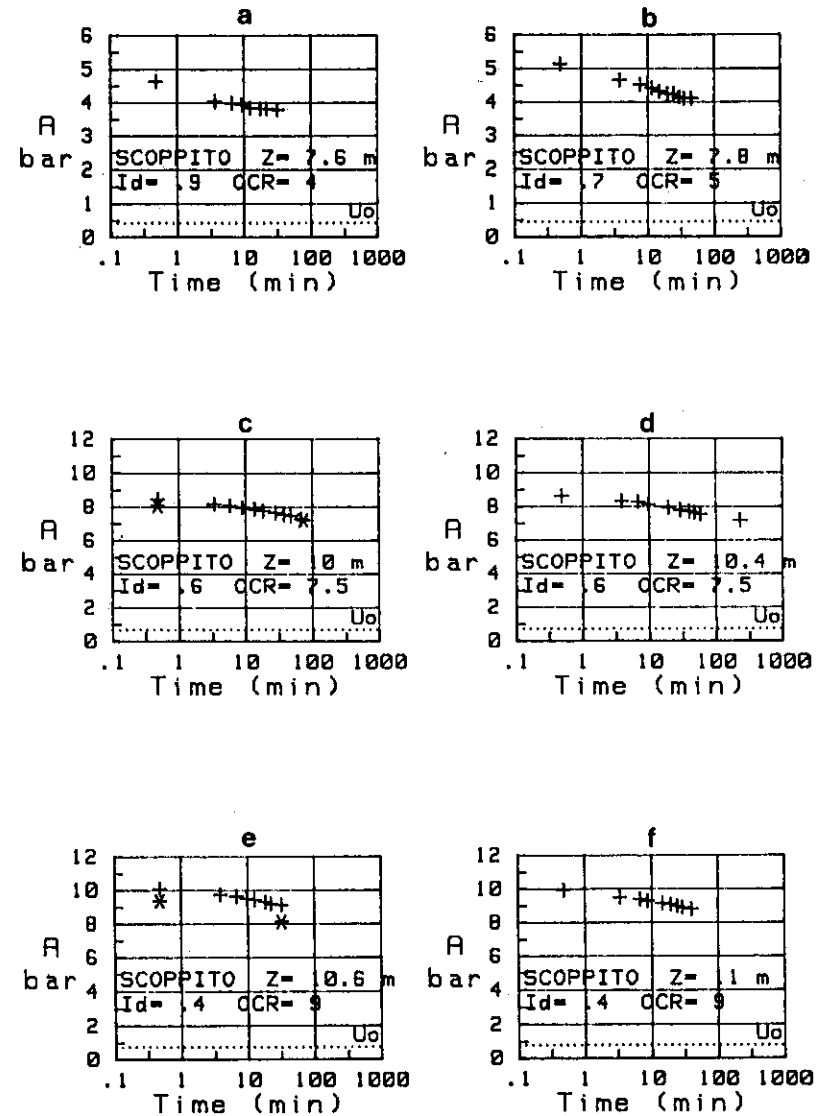 a
6
5
4
3
2
1
0
A
bar
SCOPPITO Z= 7.6 m
Id= .9 OCR= 4
Uo
.1 1 10 100 1000
Time (min)
b
6
5
4
3
2
1
0
A
bar
SCOPPITO Z= 7.8 m
Id= .7 OCR= 5
Uo
.1 1 10 100 1000
Time (min)
c
12
10
8
6
4
2
0
A
bar
SCOPPITO Z= 10 m
Id= .6 OCR= 7.5
Uo
.1 1 10 100 1000
Time (min)
d
12
10
8
6
4
2
0
A
bar
SCOPPITO Z= 10.4 m
Id= .6 OCR= 7.5
Uo
.1 1 10 100 1000
Time (min)
e
12
10
8
6
4
2
0
A
bar
SCOPPITO Z= 10.6 m
Id= .4 OCR= 9
Uo
.1 1 10 100 1000
Time (min)
f
12
10
8
6
4
2
0
A
bar
SCOPPITO Z= m
Id= .4 OCR= 9
Uo
.1 1 10 100 1000
Time (min)